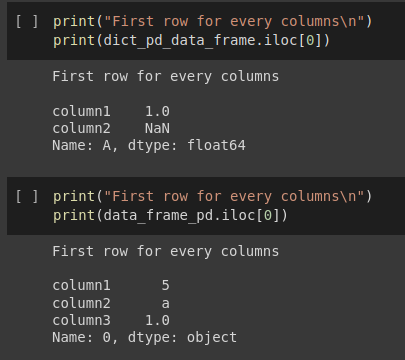 [ ] print("First row for every columns\n")
print(dict_pd_data_frame.iloc[0])
First row for every columns
column1    1.0
column2    NaN
Name: A, dtype: float64
[ ] print("First row for every columns\n")
print(data_frame_pd.iloc[0])
First row for every columns
column1      5
column2      a
column3    1.0
Name: 0, dtype: object